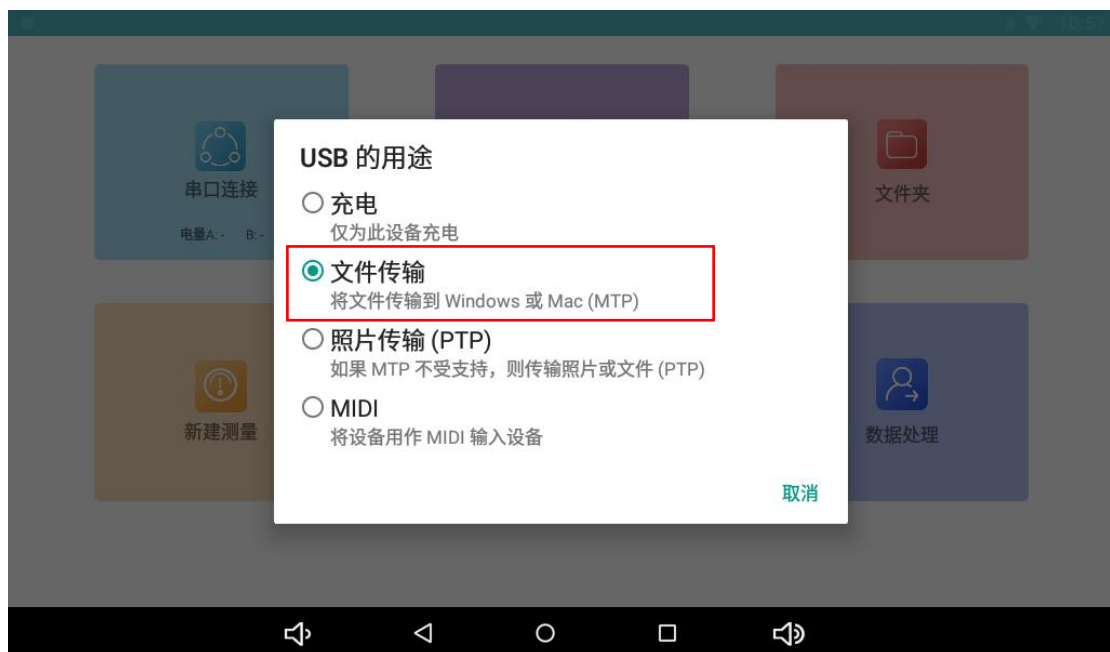 10:57
串口连接
电量A: - B: -
文件夹
新建测量
数据处理
USB 的用途
充电
仅为此设备充电
文件传输
将文件传输到 Windows 或 Mac (MTP)
照片传输 (PTP)
如果 MTP 不受支持，则传输照片或文件 (PTP)
MIDI
将设备用作 MIDI 输入设备
取消